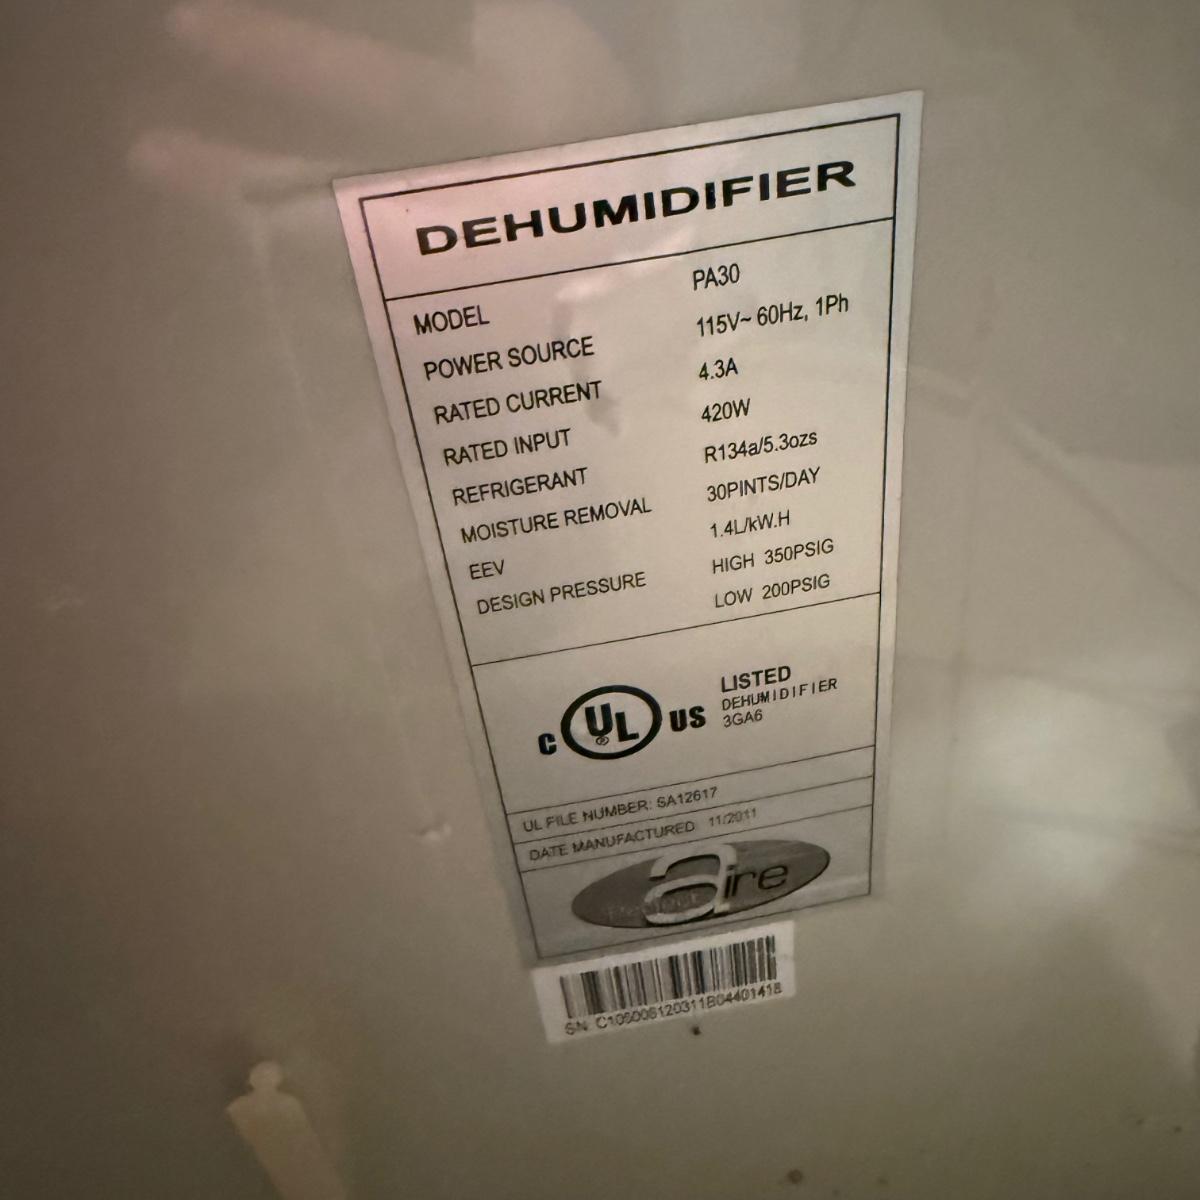 DEHUMIDIFIER
MODEL PA30
POWER SOURCE 115V~ 60Hz, 1Ph
RATED CURRENT 4.3A
RATED INPUT 420W
REFRIGERANT R134a/5.3ozs
MOISTURE REMOVAL 30PINTS/DAY
EEV 1.4L/kW.H
DESIGN PRESSURE HIGH 350PSIG
LOW 200PSIG
C UL ® US
LISTED
DEHUMIDIFIER
3GA6
UL FILE NUMBER: SA12617
DATE MANUFACTURED 11/2011
aire
SN: